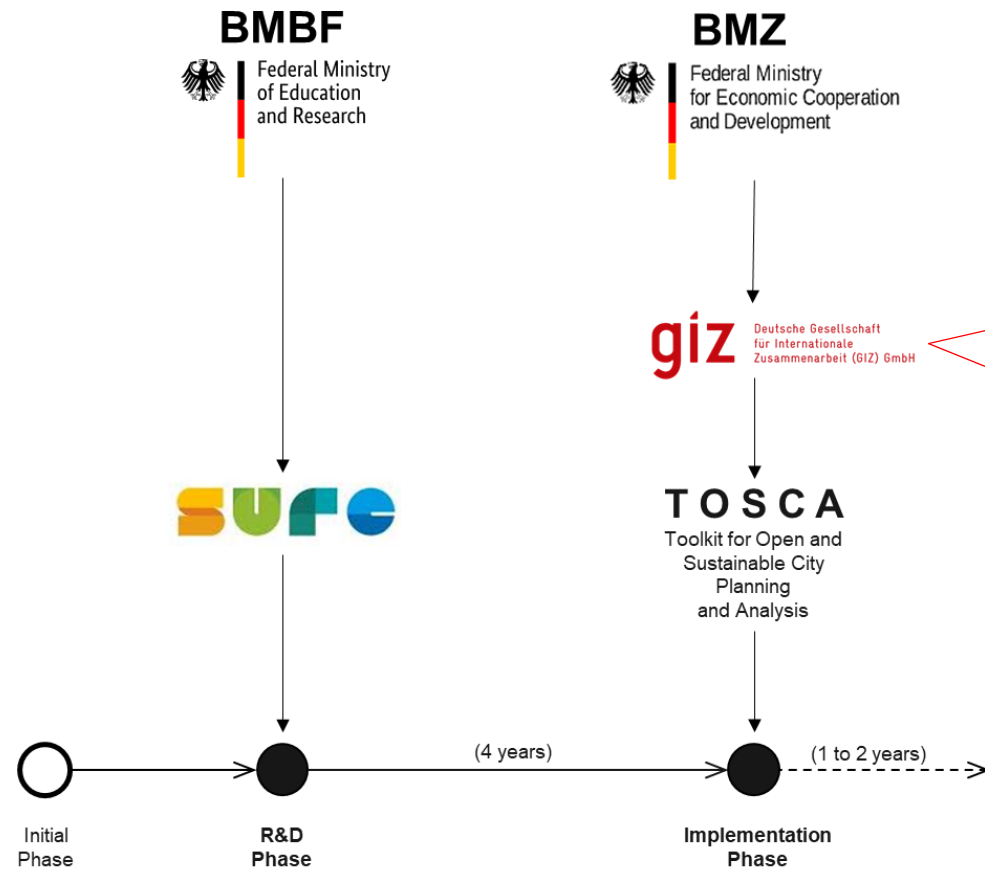 BMBF
Federal Ministry
of Education
and Research
BMZ
Federal Ministry
for Economic Cooperation
and Development
giz
Deutsche Gesellschaft
für Internationale
Zusammenarbeit (GIZ) GmbH
sure
TOSCA
Toolkit for Open and
Sustainable City
Planning
and Analysis
(4 years)
(1 to 2 years)
Initial
Phase
R&D
Phase
Implementation
Phase